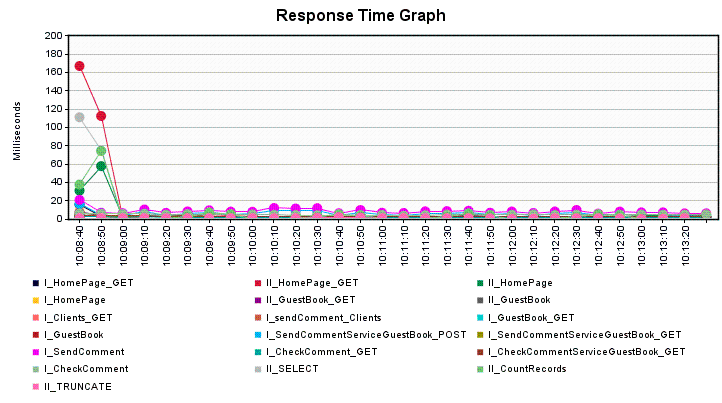 Response Time Graph
200
180
160
140
120
100
80
60
40
20
0
Milliseconds
10:08:40 10:08:50 10:09:00 10:09:10 10:09:20 10:09:30 10:09:40 10:09:50 10:10:00 10:10:10 10:10:20 10:10:30 10:10:40 10:10:50 10:11:00 10:11:10 10:11:20 10:11:30 10:11:40 10:11:50 10:12:00 10:12:10 10:12:20 10:12:30 10:12:40 10:12:50 10:13:00 10:13:10 10:13:20
I_HomePage_GET II_HomePage_GET II_HomePage
I_HomePage II_GuestBook_GET II_GuestBook
I_Clients_GET I_sendComment_Clients I_GuestBook_GET
I_GuestBook I_SendCommentServiceGuestBook_POST I_SendCommentServiceGuestBook_GET
I_SendComment I_CheckComment_GET I_CheckCommentServiceGuestBook_GET
I_CheckComment II_SELECT II_CountRecords
II_TRUNCATE